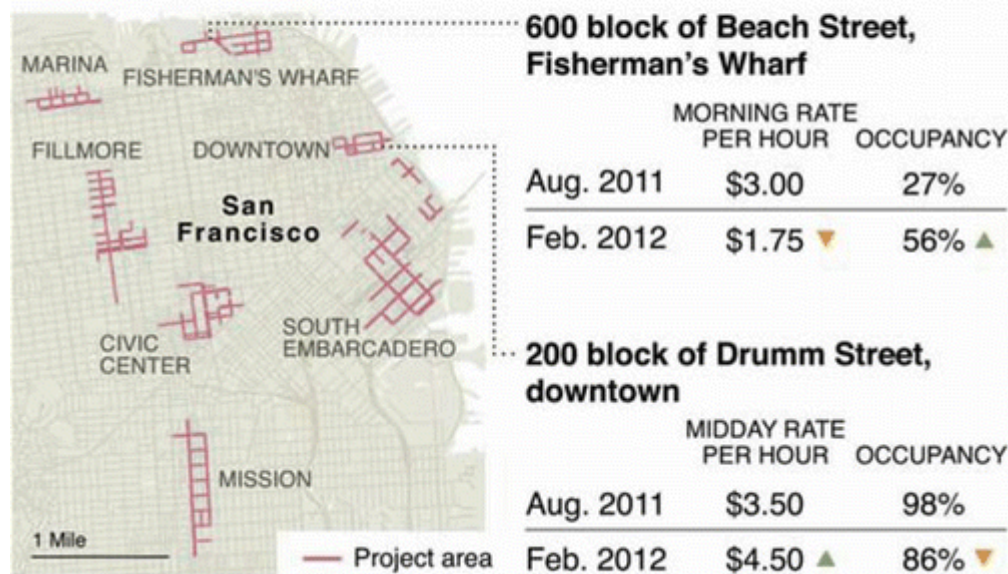 MARINA
FISHERMAN'S WHARF
FILLMORE
DOWNTOWN
San
Francisco
CIVIC
CENTER
SOUTH
EMBARCADERO
MISSION
1 Mile
Project area
600 block of Beach Street,
Fisherman's Wharf
MORNING RATE
PER HOUR OCCUPANCY
Aug. 2011 $3.00 27%
Feb. 2012 $1.75 ▼ 56% ▲
200 block of Drumm Street,
downtown
MIDDAY RATE
PER HOUR OCCUPANCY
Aug. 2011 $3.50 98%
Feb. 2012 $4.50 ▲ 86% ▼